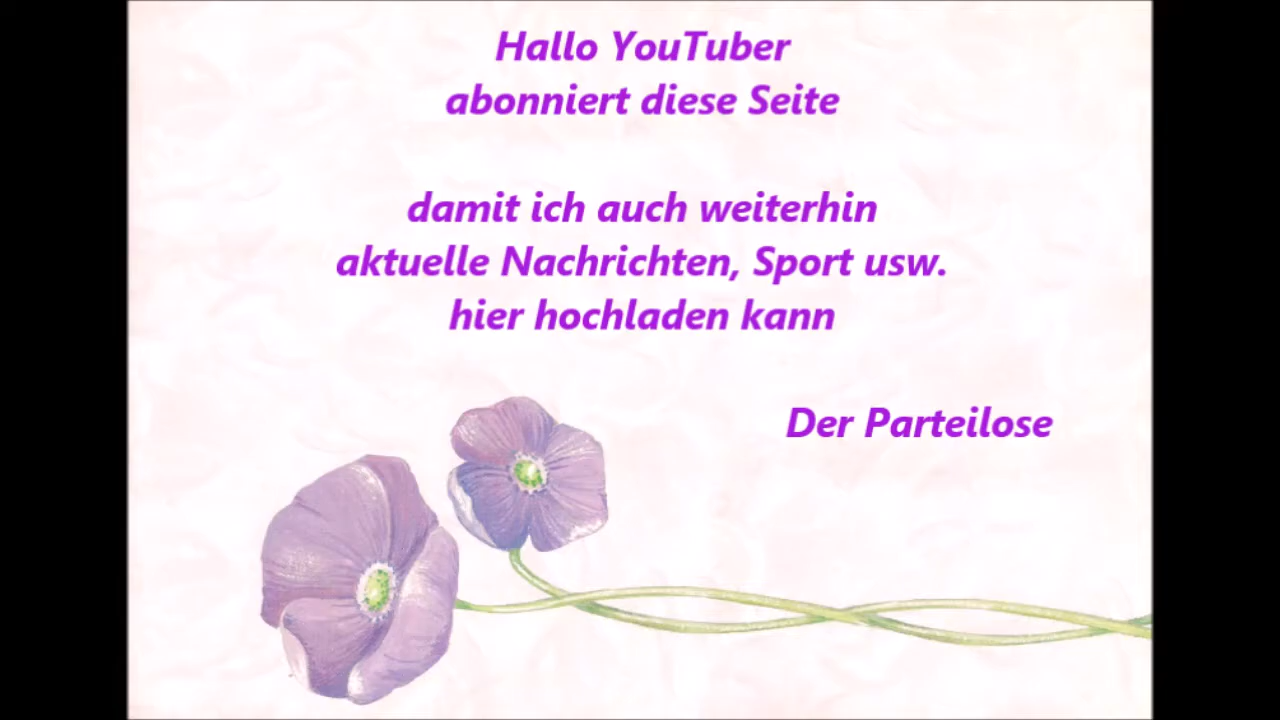 Hallo YouTuber
abonniert diese Seite
damit ich auch weiterhin
aktuelle Nachrichten, Sport usw.
hier hochladen kann
Der Parteilose